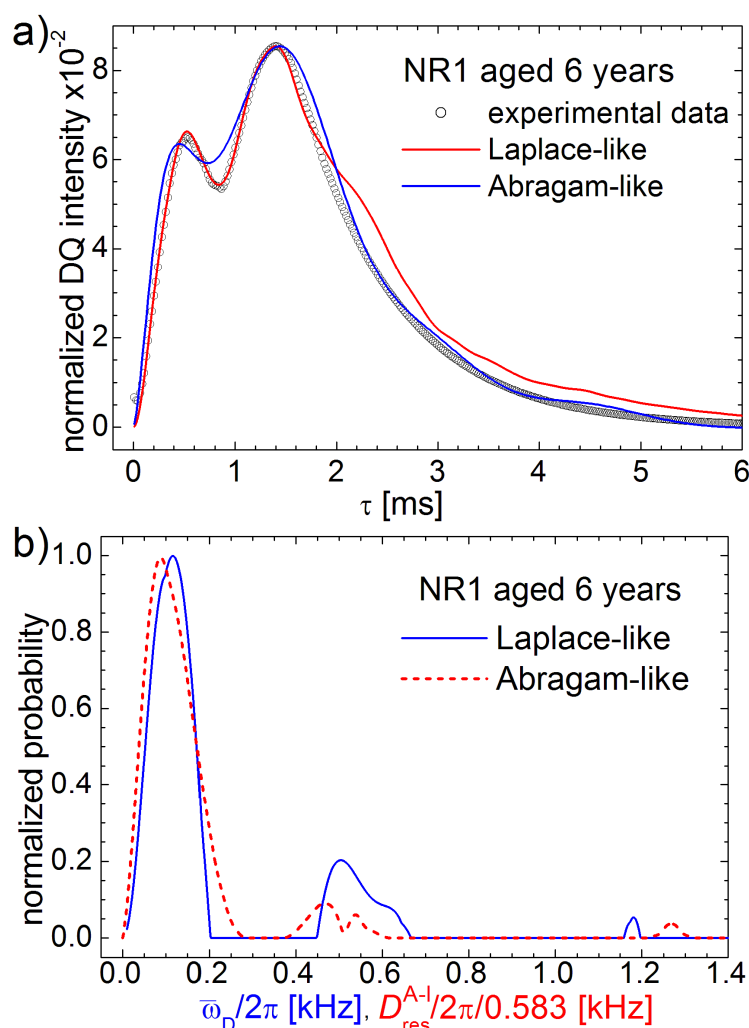 a)
NR1 aged 6 years
experimental data
Laplace-like
Abragam-like
normalized DQ intensity x10⁻²
8
6
4
2
0
0 1 2 3 4 5 6
τ [ms]
b)
NR1 aged 6 years
Laplace-like
Abragam-like
normalized probability
1.0
0.8
0.6
0.4
0.2
0.0
0.0 0.2 0.4 0.6 0.8 1.0 1.2 1.4
ω̅_D/2π [kHz], D_res^A-l/2π/0.583 [kHz]